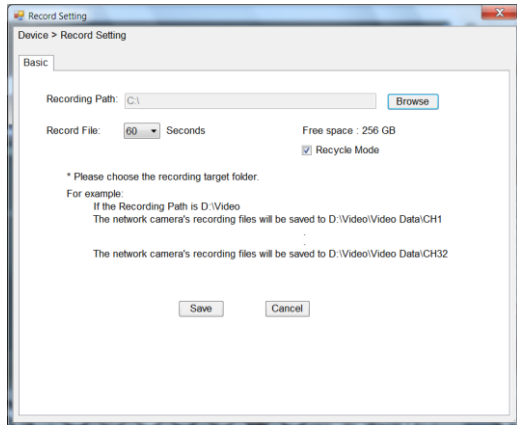 Record Setting
Device > Record Setting
Basic
Recording Path: C:\ Browse
Record File: 60 Seconds Free space : 256 GB
Recycle Mode
* Please choose the recording target folder.
For example:
If the Recording Path is D:\Video
The network camera's recording files will be saved to D:\Video\Video Data\CH1
.
.
The network camera's recording files will be saved to D:\Video\Video Data\CH32
Save Cancel